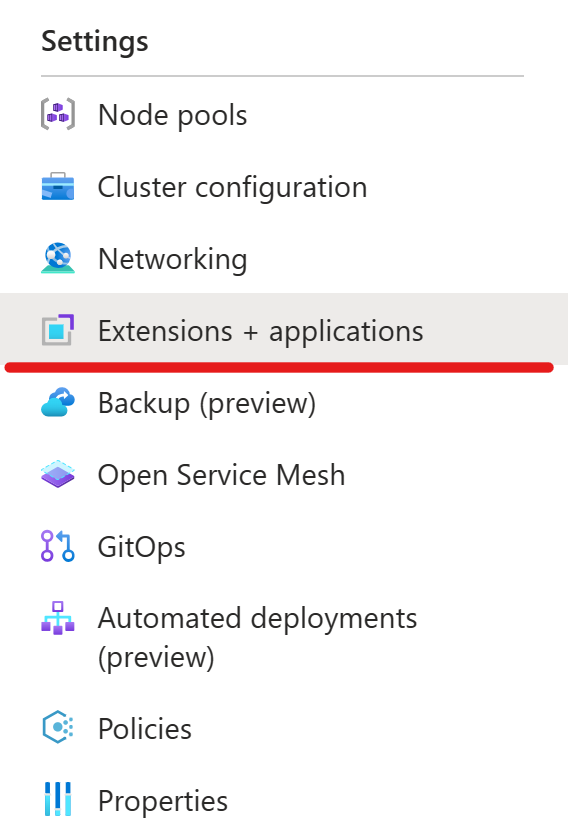 Settings
Node pools
Cluster configuration
Networking
Extensions + applications
Backup (preview)
Open Service Mesh
GitOps
Automated deployments
(preview)
Policies
Properties